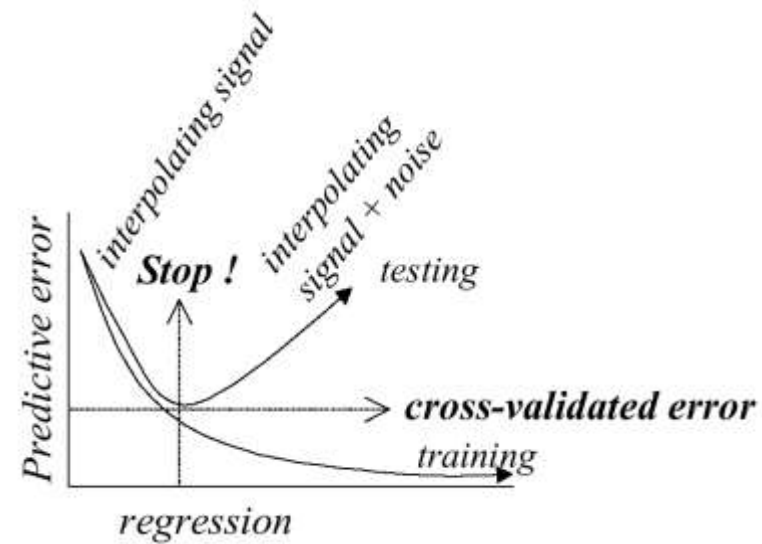 interpolating signal
interpolating
signal + noise
Stop !
testing
Predictive error
cross-validated error
training
regression